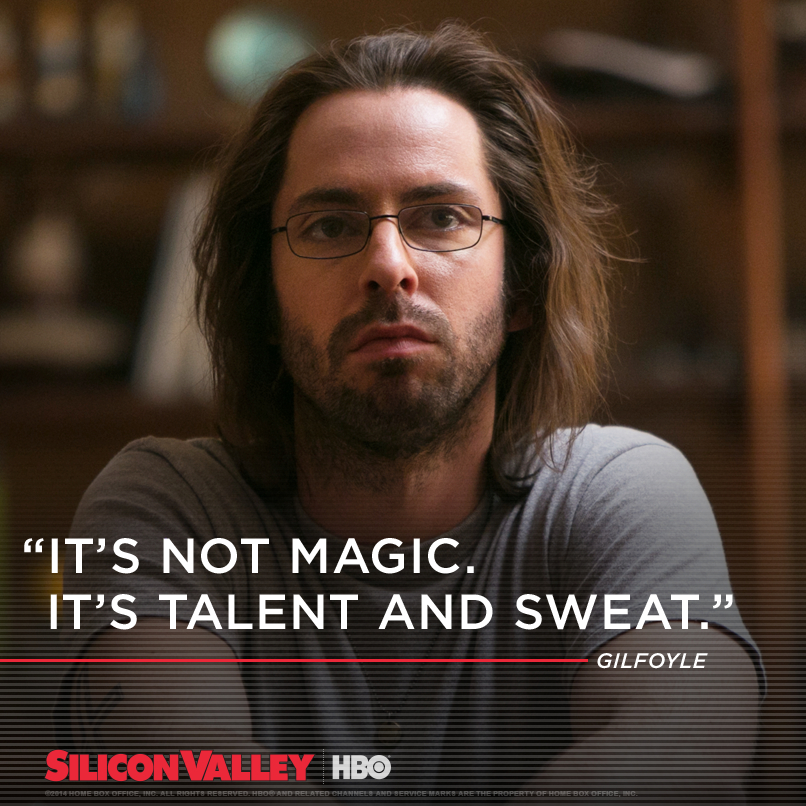 “IT’S NOT MAGIC.
IT’S TALENT AND SWEAT.”
GILFOYLE
SILICON VALLEY HBO
©2014 HOME BOX OFFICE, INC. ALL RIGHTS RESERVED. HBO® AND RELATED CHANNELS AND SERVICE MARKS ARE THE PROPERTY OF HOME BOX OFFICE, INC.